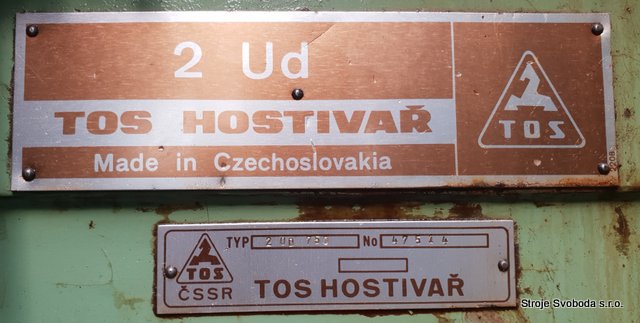 2 Ud
TOS HOSTIVAŘ
Made in Czechoslovakia
TOS
TOS
ČSSR
TYP 2 UD 750 No
TOS HOSTIVAŘ
Stroje Svoboda s.r.o.